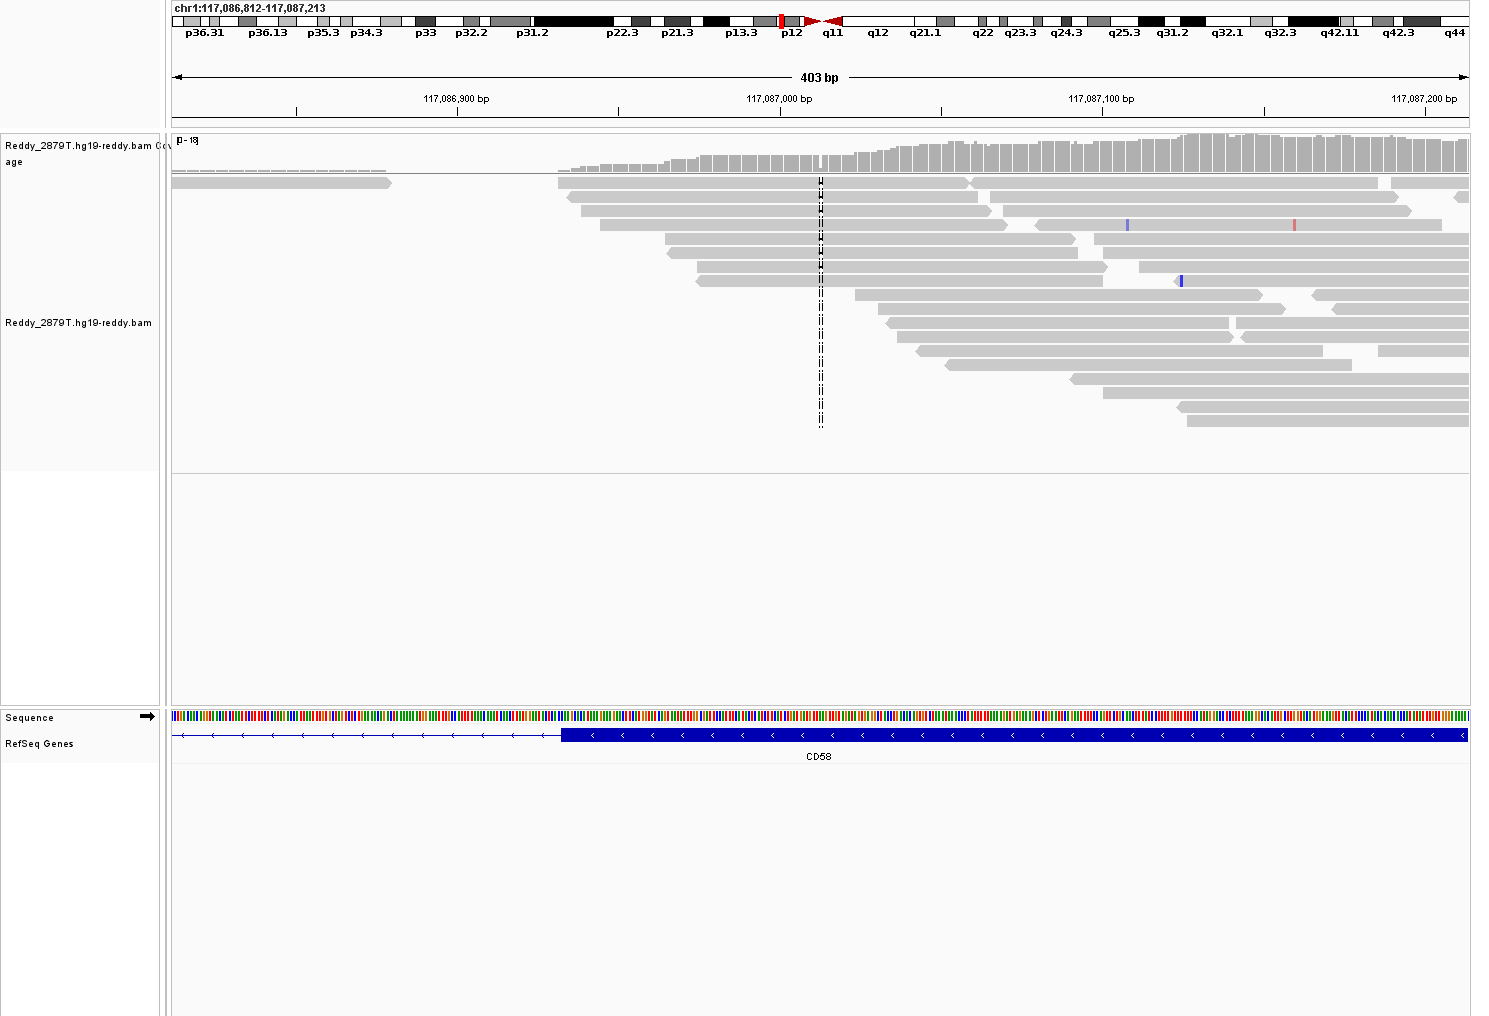 chr1:117,086,812-117,087,213
p36.31 p36.13 p35.3 p34.3 p33 p32.2 p31.2 p22.3 p21.3 p13.3 p12 q11 q12 q21.1 q22 q23.3 q24.3 q25.3 q31.2 q32.1 q32.3 q42.11 q42.3 q44
403 bp
117,086,900 bp 117,087,000 bp 117,087,100 bp 117,087,200 bp
Reddy_2879T.hg19-reddy.bam Cov
age
[0 - 18]
Reddy_2879T.hg19-reddy.bam
Sequence
RefSeq Genes
CD58